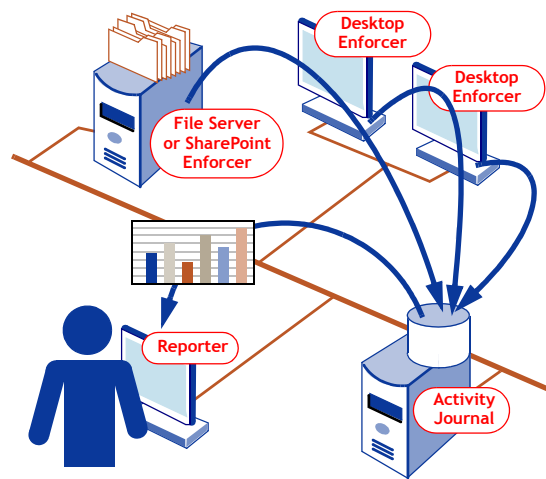 Desktop
Enforcer
Desktop
Enforcer
File Server
or SharePoint
Enforcer
Reporter
Activity
Journal